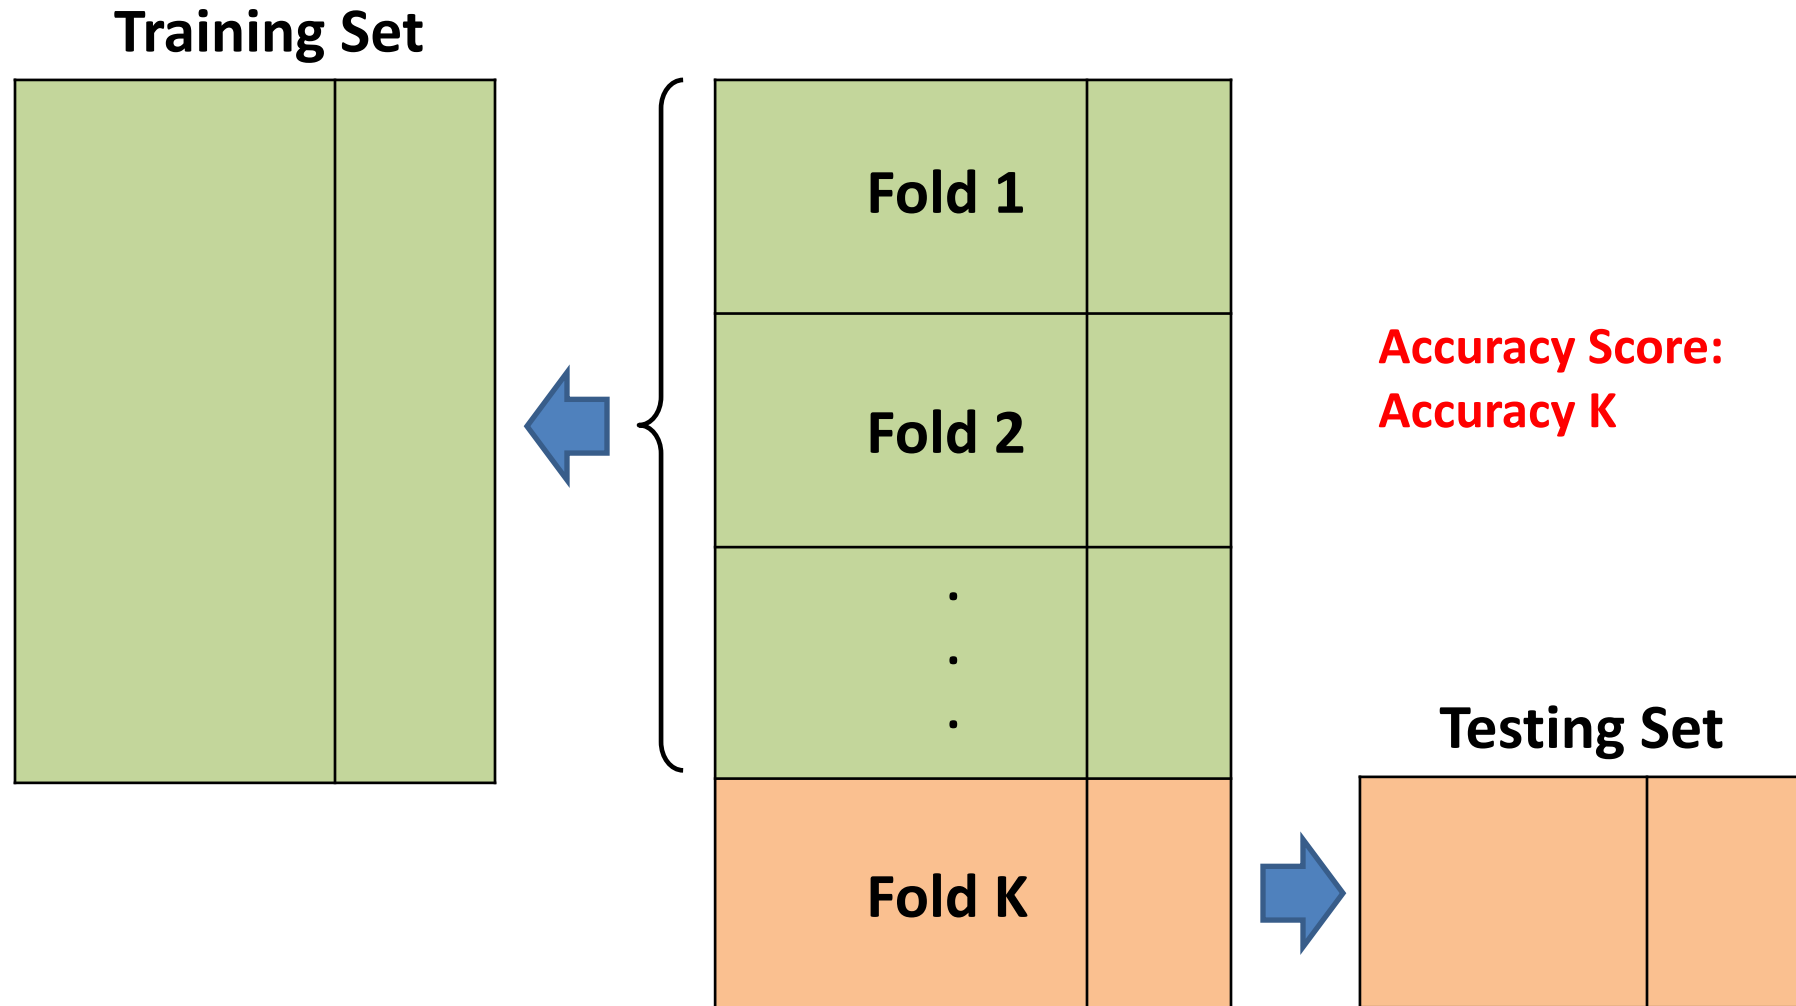 Training Set
Fold 1
Fold 2
.
.
.
Fold K
Accuracy Score:
Accuracy K
Testing Set